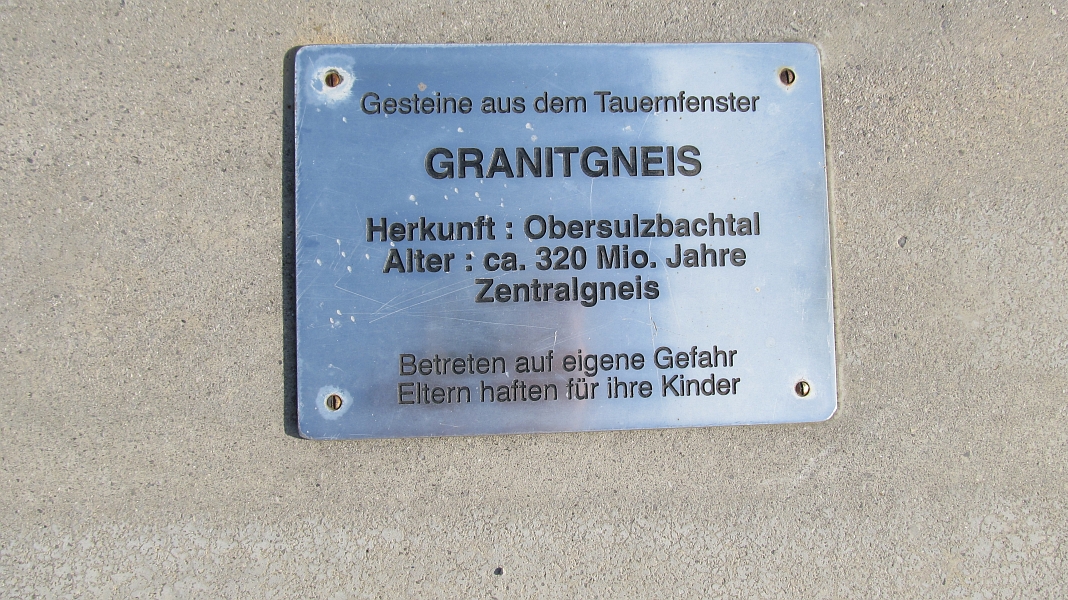 Gesteine aus dem Tauernfenster
GRANITGNEIS
Herkunft : Obersulzbachtal
Alter : ca. 320 Mio. Jahre
Zentralgneis
Betreten auf eigene Gefahr
Eltern haften für ihre Kinder